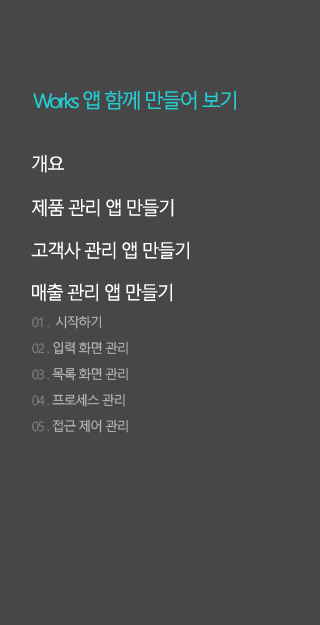 Works 앱 함께 만들어 보기
개요
제품 관리 앱 만들기
고객사 관리 앱 만들기
매출 관리 앱 만들기
01. 시작하기
02. 입력 화면 관리
03. 목록 화면 관리
04. 프로세스 관리
05. 접근 제어 관리